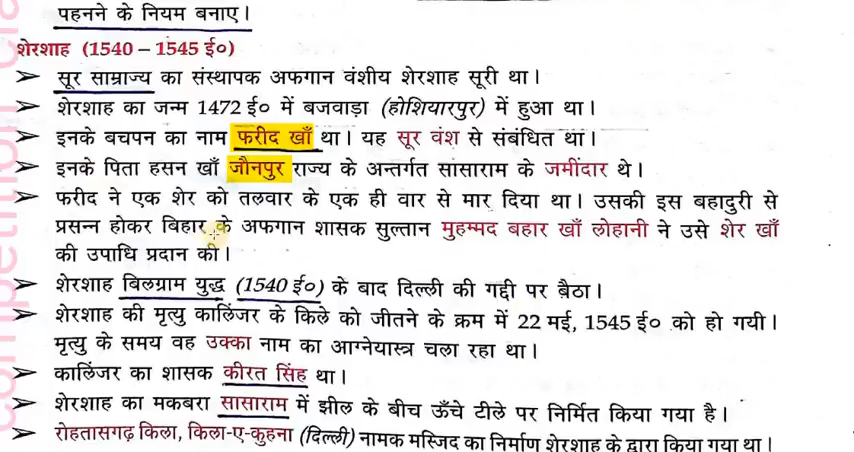 पहनने के नियम बनाए।
शेरशाह (1540 – 1545 ई०)
➢ सूर साम्राज्य का संस्थापक अफगान वंशीय शेरशाह सूरी था।
➢ शेरशाह का जन्म 1472 ई० में बजवाड़ा (होशियारपुर) में हुआ था।
➢ इनके बचपन का नाम फरीद खाँ था। यह सूर वंश से संबंधित था।
➢ इनके पिता हसन खाँ जौनपुर राज्य के अन्तर्गत सासाराम के जमींदार थे।
➢ फरीद ने एक शेर को तलवार के एक ही वार से मार दिया था। उसकी इस बहादुरी से
प्रसन्न होकर बिहार के अफगान शासक सुल्तान मुहम्मद बहार खाँ लोहानी ने उसे शेर खाँ
की उपाधि प्रदान की।
➢ शेरशाह बिलग्राम युद्ध (1540 ई०) के बाद दिल्ली की गद्दी पर बैठा।
➢ शेरशाह की मृत्यु कालिंजर के किले को जीतने के क्रम में 22 मई, 1545 ई० को हो गयी।
मृत्यु के समय वह उक्का नाम का आग्नेयास्त्र चला रहा था।
➢ कालिंजर का शासक कीरत सिंह था।
➢ शेरशाह का मकबरा सासाराम में झील के बीच ऊँचे टीले पर निर्मित किया गया है।
➢ रोहतासगढ़ किला, किला-ए-कुहना (दिल्ली) नामक मस्जिद का निर्माण शेरशाह के द्वारा किया गया था।